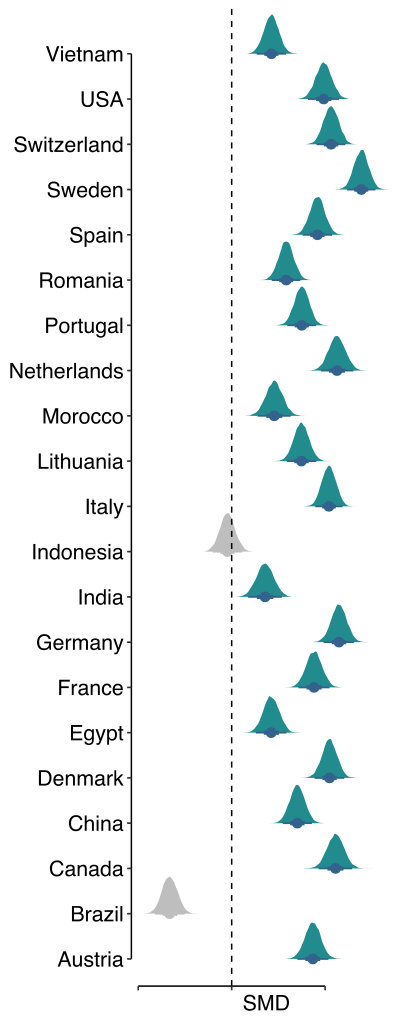 Vietnam
USA
Switzerland
Sweden
Spain
Romania
Portugal
Netherlands
Morocco
Lithuania
Italy
Indonesia
India
Germany
France
Egypt
Denmark
China
Canada
Brazil
Austria
SMD